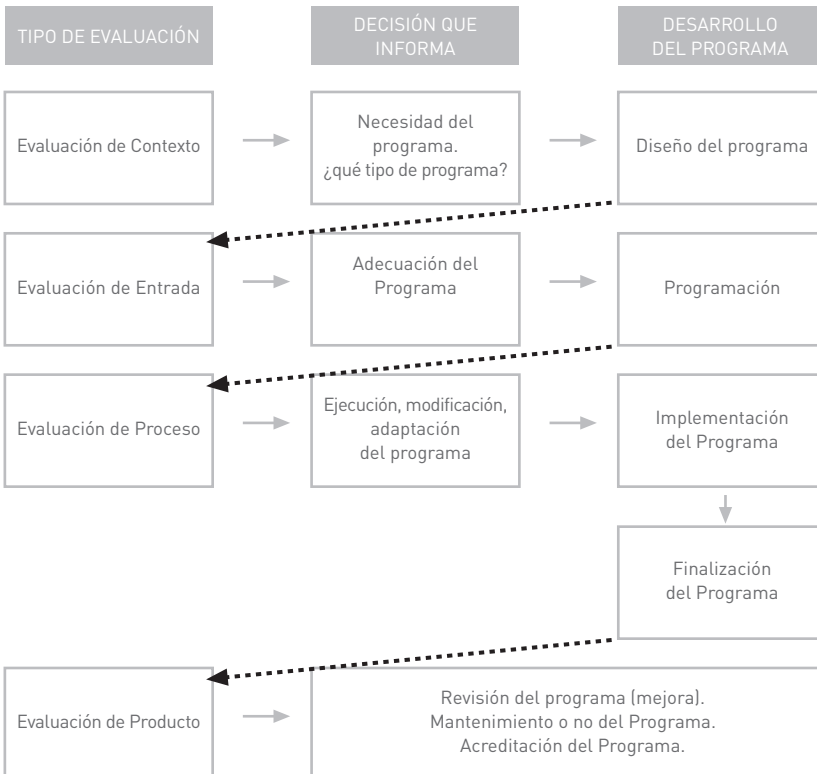 TIPO DE EVALUACIÓN
DECISIÓN QUE
INFORMA
DESARROLLO
DEL PROGRAMA
Evaluación de Contexto
Necesidad del
programa.
¿qué tipo de programa?
Diseño del programa
Evaluación de Entrada
Adecuación del
Programa
Programación
Evaluación de Proceso
Ejecución, modificación,
adaptación
del programa
Implementación
del Programa
Finalización
del Programa
Evaluación de Producto
Revisión del programa (mejora).
Mantenimiento o no del Programa.
Acreditación del Programa.